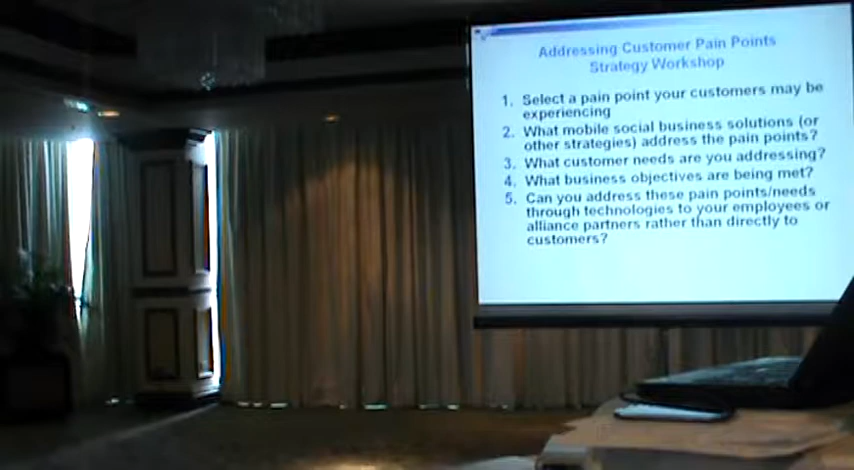 Addressing Customer Pain Points
Strategy Workshop
1. Select a pain point your customers may be
experiencing
2. What mobile social business solutions (or
other strategies) address the pain points?
3. What customer needs are you addressing?
4. What business objectives are being met?
5. Can you address these pain points/needs
through technologies to your employees or
alliance partners rather than directly to
customers?